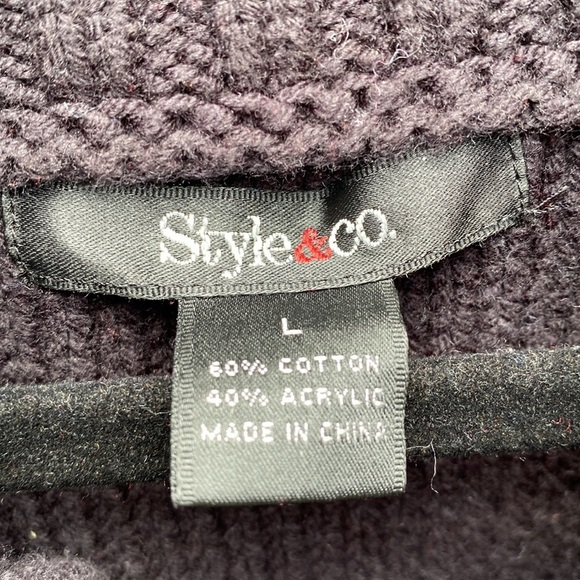 Style&co.
L
60% COTTON
40% ACRYLIC
MADE IN CHINA